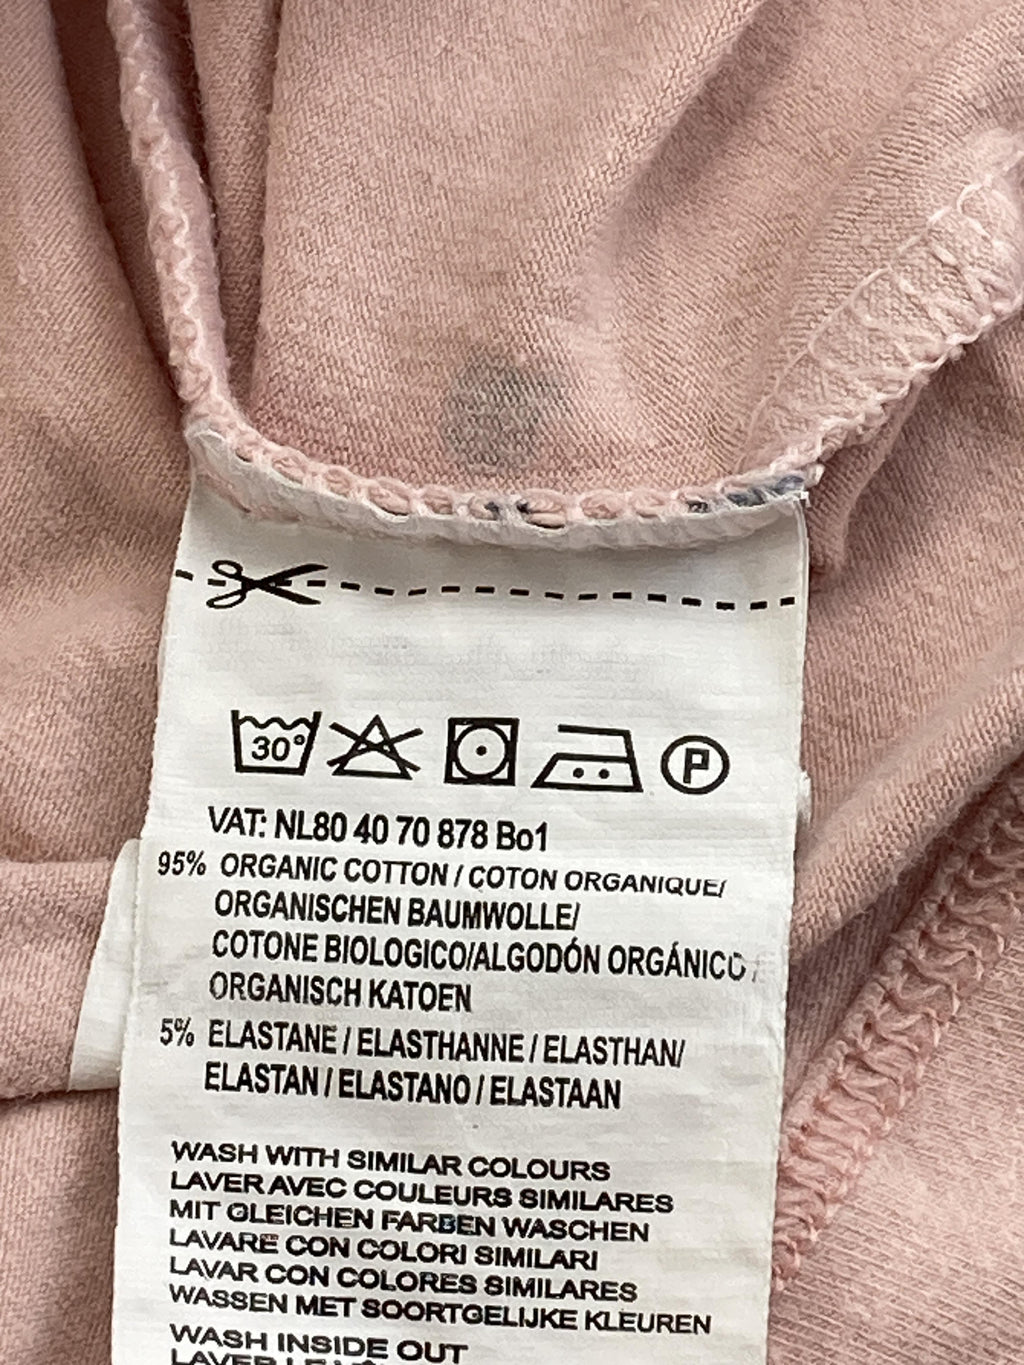 30°
P
VAT: NL80 40 70 878 Bo1
95% ORGANIC COTTON / COTON ORGANIQUE/
ORGANISCHEN BAUMWOLLE/
COTONE BIOLOGICO/ALGODÓN ORGÁNICO /
ORGANISCH KATOEN
5% ELASTANE / ELASTHANNE / ELASTHAN/
ELASTAN / ELASTANO / ELASTAAN
WASH WITH SIMILAR COLOURS
LAVER AVEC COULEURS SIMILARES
MIT GLEICHEN FARBEN WASCHEN
LAVARE CON COLORI SIMILARI
LAVAR CON COLORES SIMILARES
WASSEN MET SOORTGELIJKE KLEUREN
WASH INSIDE OUT